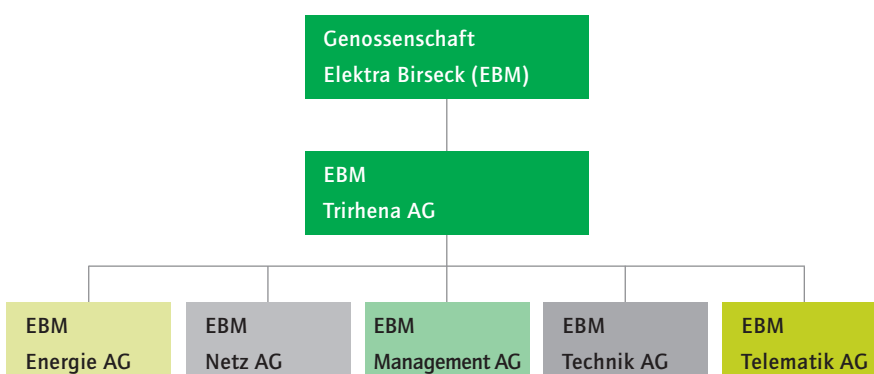 Genossenschaft
Elektra Birseck (EBM)
EBM
Trirhena AG
EBM
Energie AG
EBM
Netz AG
EBM
Management AG
EBM
Technik AG
EBM
Telematik AG